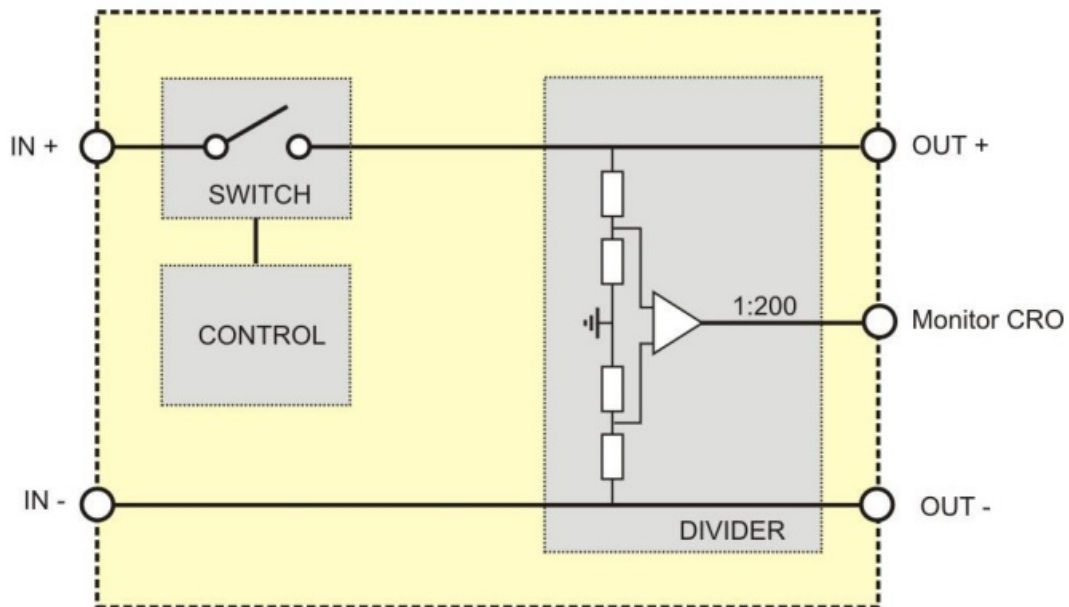 IN +
OUT +
SWITCH
1:200
Monitor CRO
CONTROL
IN -
OUT -
DIVIDER